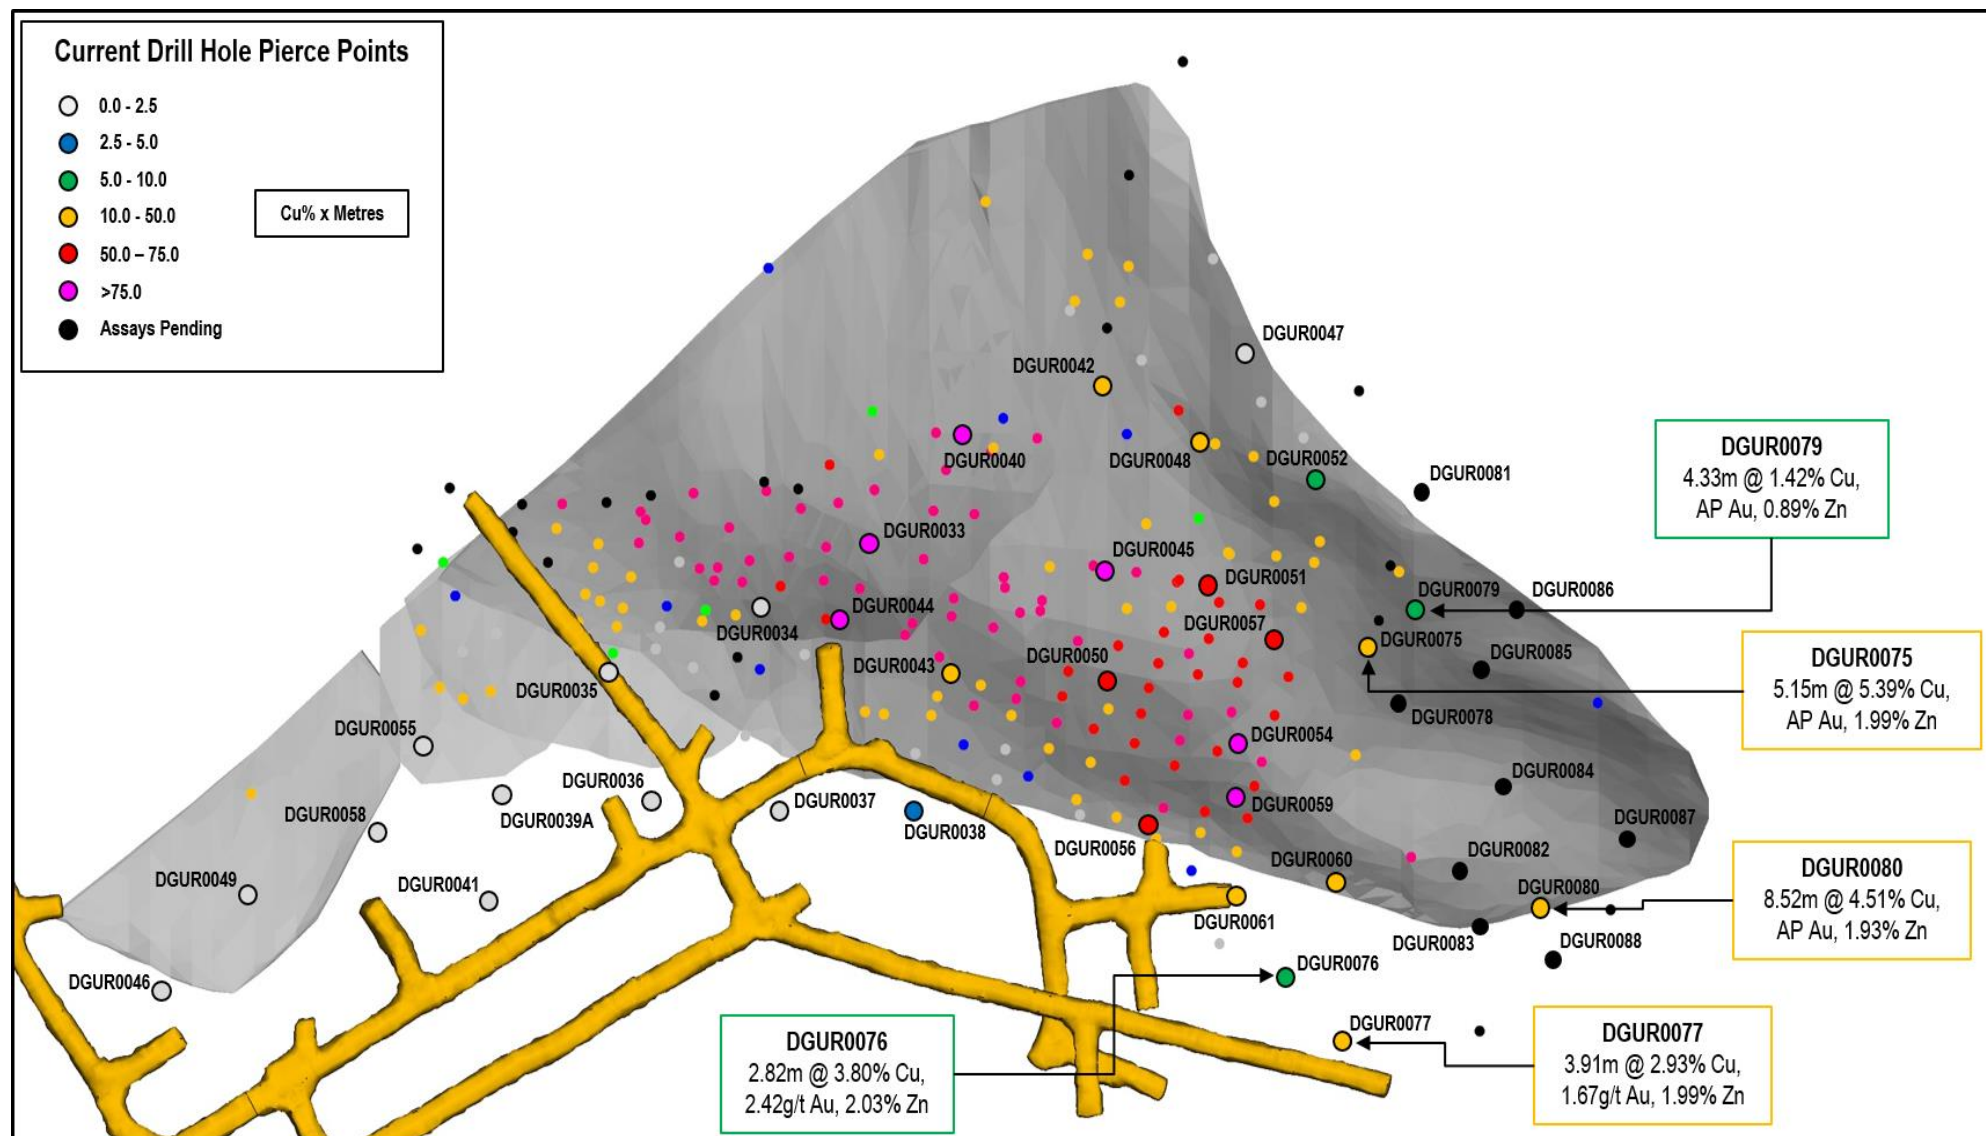 Current Drill Hole Pierce Points
0.0 - 2.5
2.5 - 5.0
5.0 - 10.0
10.0 - 50.0
50.0 – 75.0
>75.0
Assays Pending
Cu% x Metres
DGUR0047
DGUR0042
DGUR0040
DGUR0048
DGUR0052
DGUR0081
DGUR0079
4.33m @ 1.42% Cu,
AP Au, 0.89% Zn
DGUR0033
DGUR0045
DGUR0051
DGUR0079
DGUR0086
DGUR0044
DGUR0034
DGUR0057
DGUR0075
DGUR0043
DGUR0050
DGUR0085
DGUR0075
5.15m @ 5.39% Cu,
AP Au, 1.99% Zn
DGUR0035
DGUR0078
DGUR0055
DGUR0054
DGUR0036
DGUR0084
DGUR0039A
DGUR0037
DGUR0038
DGUR0059
DGUR0058
DGUR0087
DGUR0056
DGUR0060
DGUR0082
DGUR0049
DGUR0041
DGUR0080
DGUR0080
8.52m @ 4.51% Cu,
AP Au, 1.93% Zn
DGUR0061
DGUR0083
DGUR0088
DGUR0046
DGUR0076
DGUR0077
DGUR0076
2.82m @ 3.80% Cu,
2.42g/t Au, 2.03% Zn
DGUR0077
3.91m @ 2.93% Cu,
1.67g/t Au, 1.99% Zn